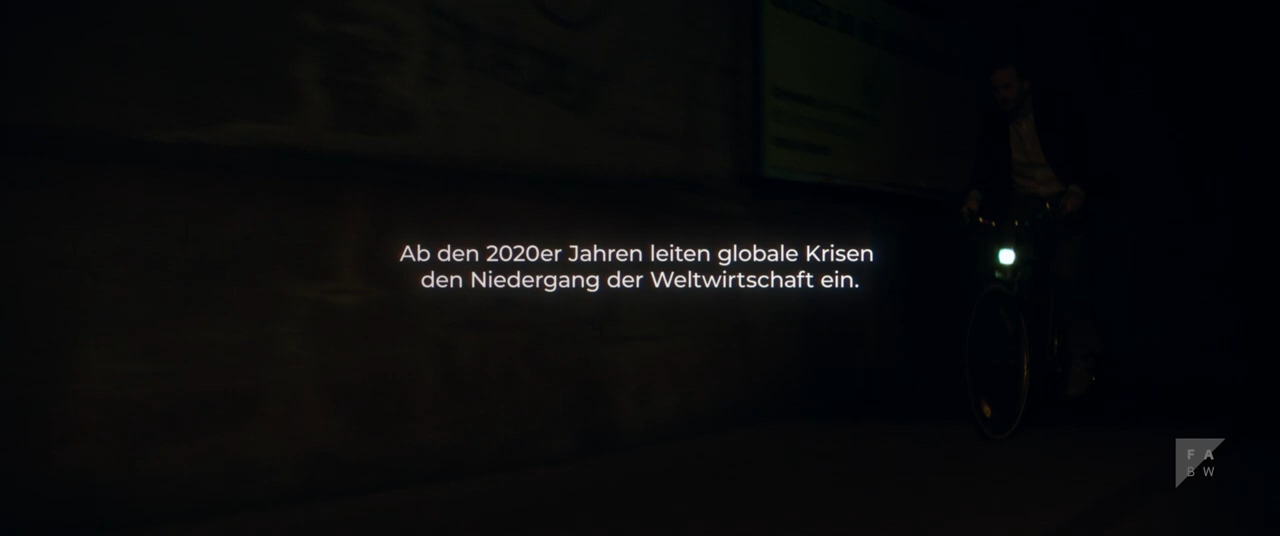 Ab den 2020er Jahren leiten globale Krisen
den Niedergang der Weltwirtschaft ein.
F A
B W